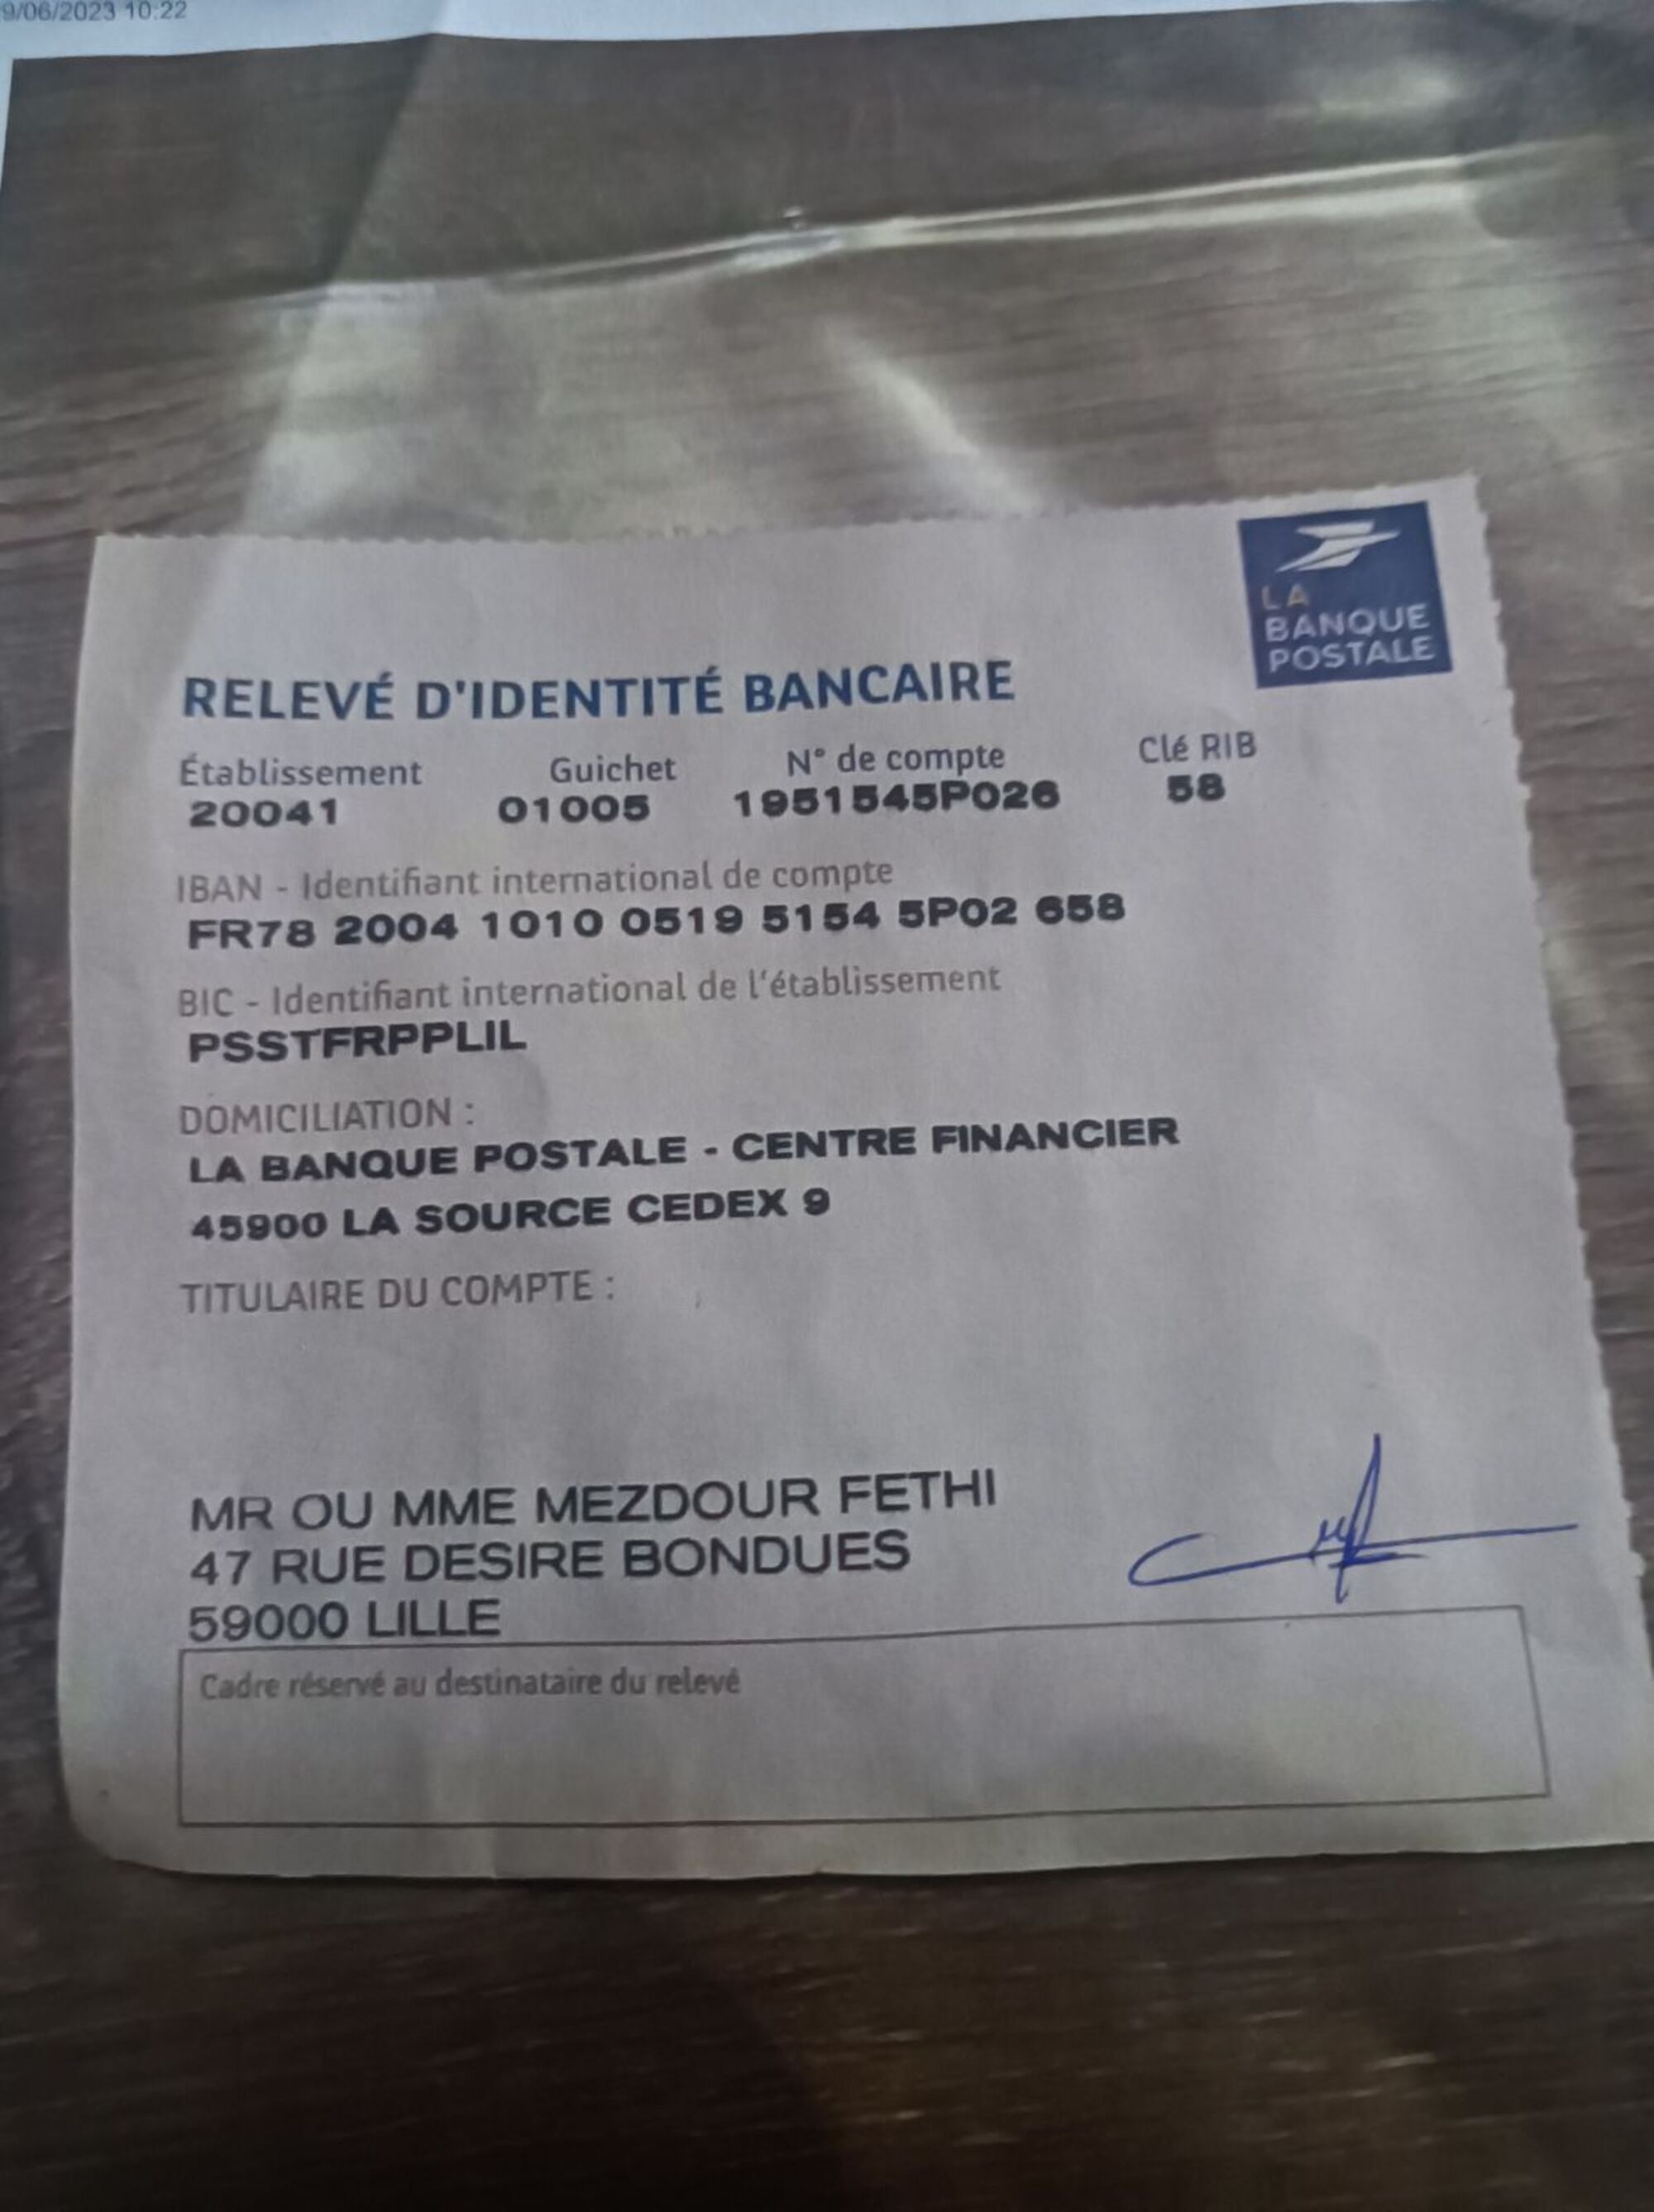 9/06/2023 10:22
LA
BANQUE
POSTALE
RELEVÉ D'IDENTITÉ BANCAIRE
Établissement Guichet N° de compte Clé RIB
20041 01005 1951545P026 58
IBAN - Identifiant international de compte
FR78 2004 1010 0519 5154 5P02 658
BIC - Identifiant international de l'établissement
PSSTFRPPLIL
DOMICILIATION :
LA BANQUE POSTALE - CENTRE FINANCIER
45900 LA SOURCE CEDEX 9
TITULAIRE DU COMPTE :
MR OU MME MEZDOUR FETHI
47 RUE DESIRE BONDUES
59000 LILLE
Cadre réservé au destinataire du relevé